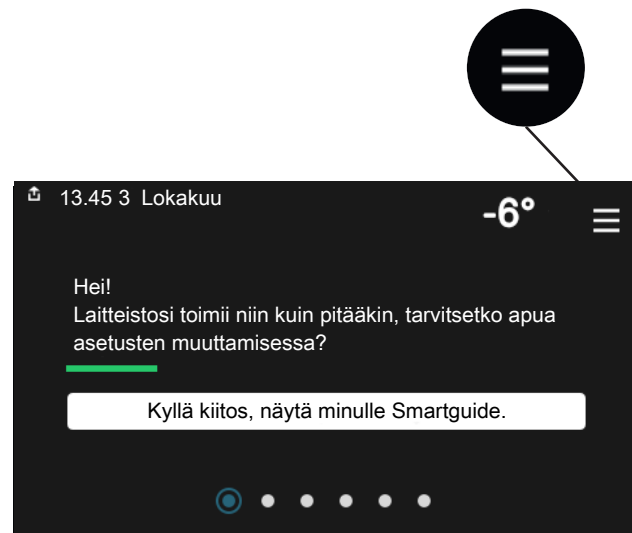 13.45 3 Lokakuu
-6°
Hei!
Laitteistosi toimii niin kuin pitääkin, tarvitsetko apua
asetusten muuttamisessa?
Kyllä kiitos, näytä minulle Smartguide.